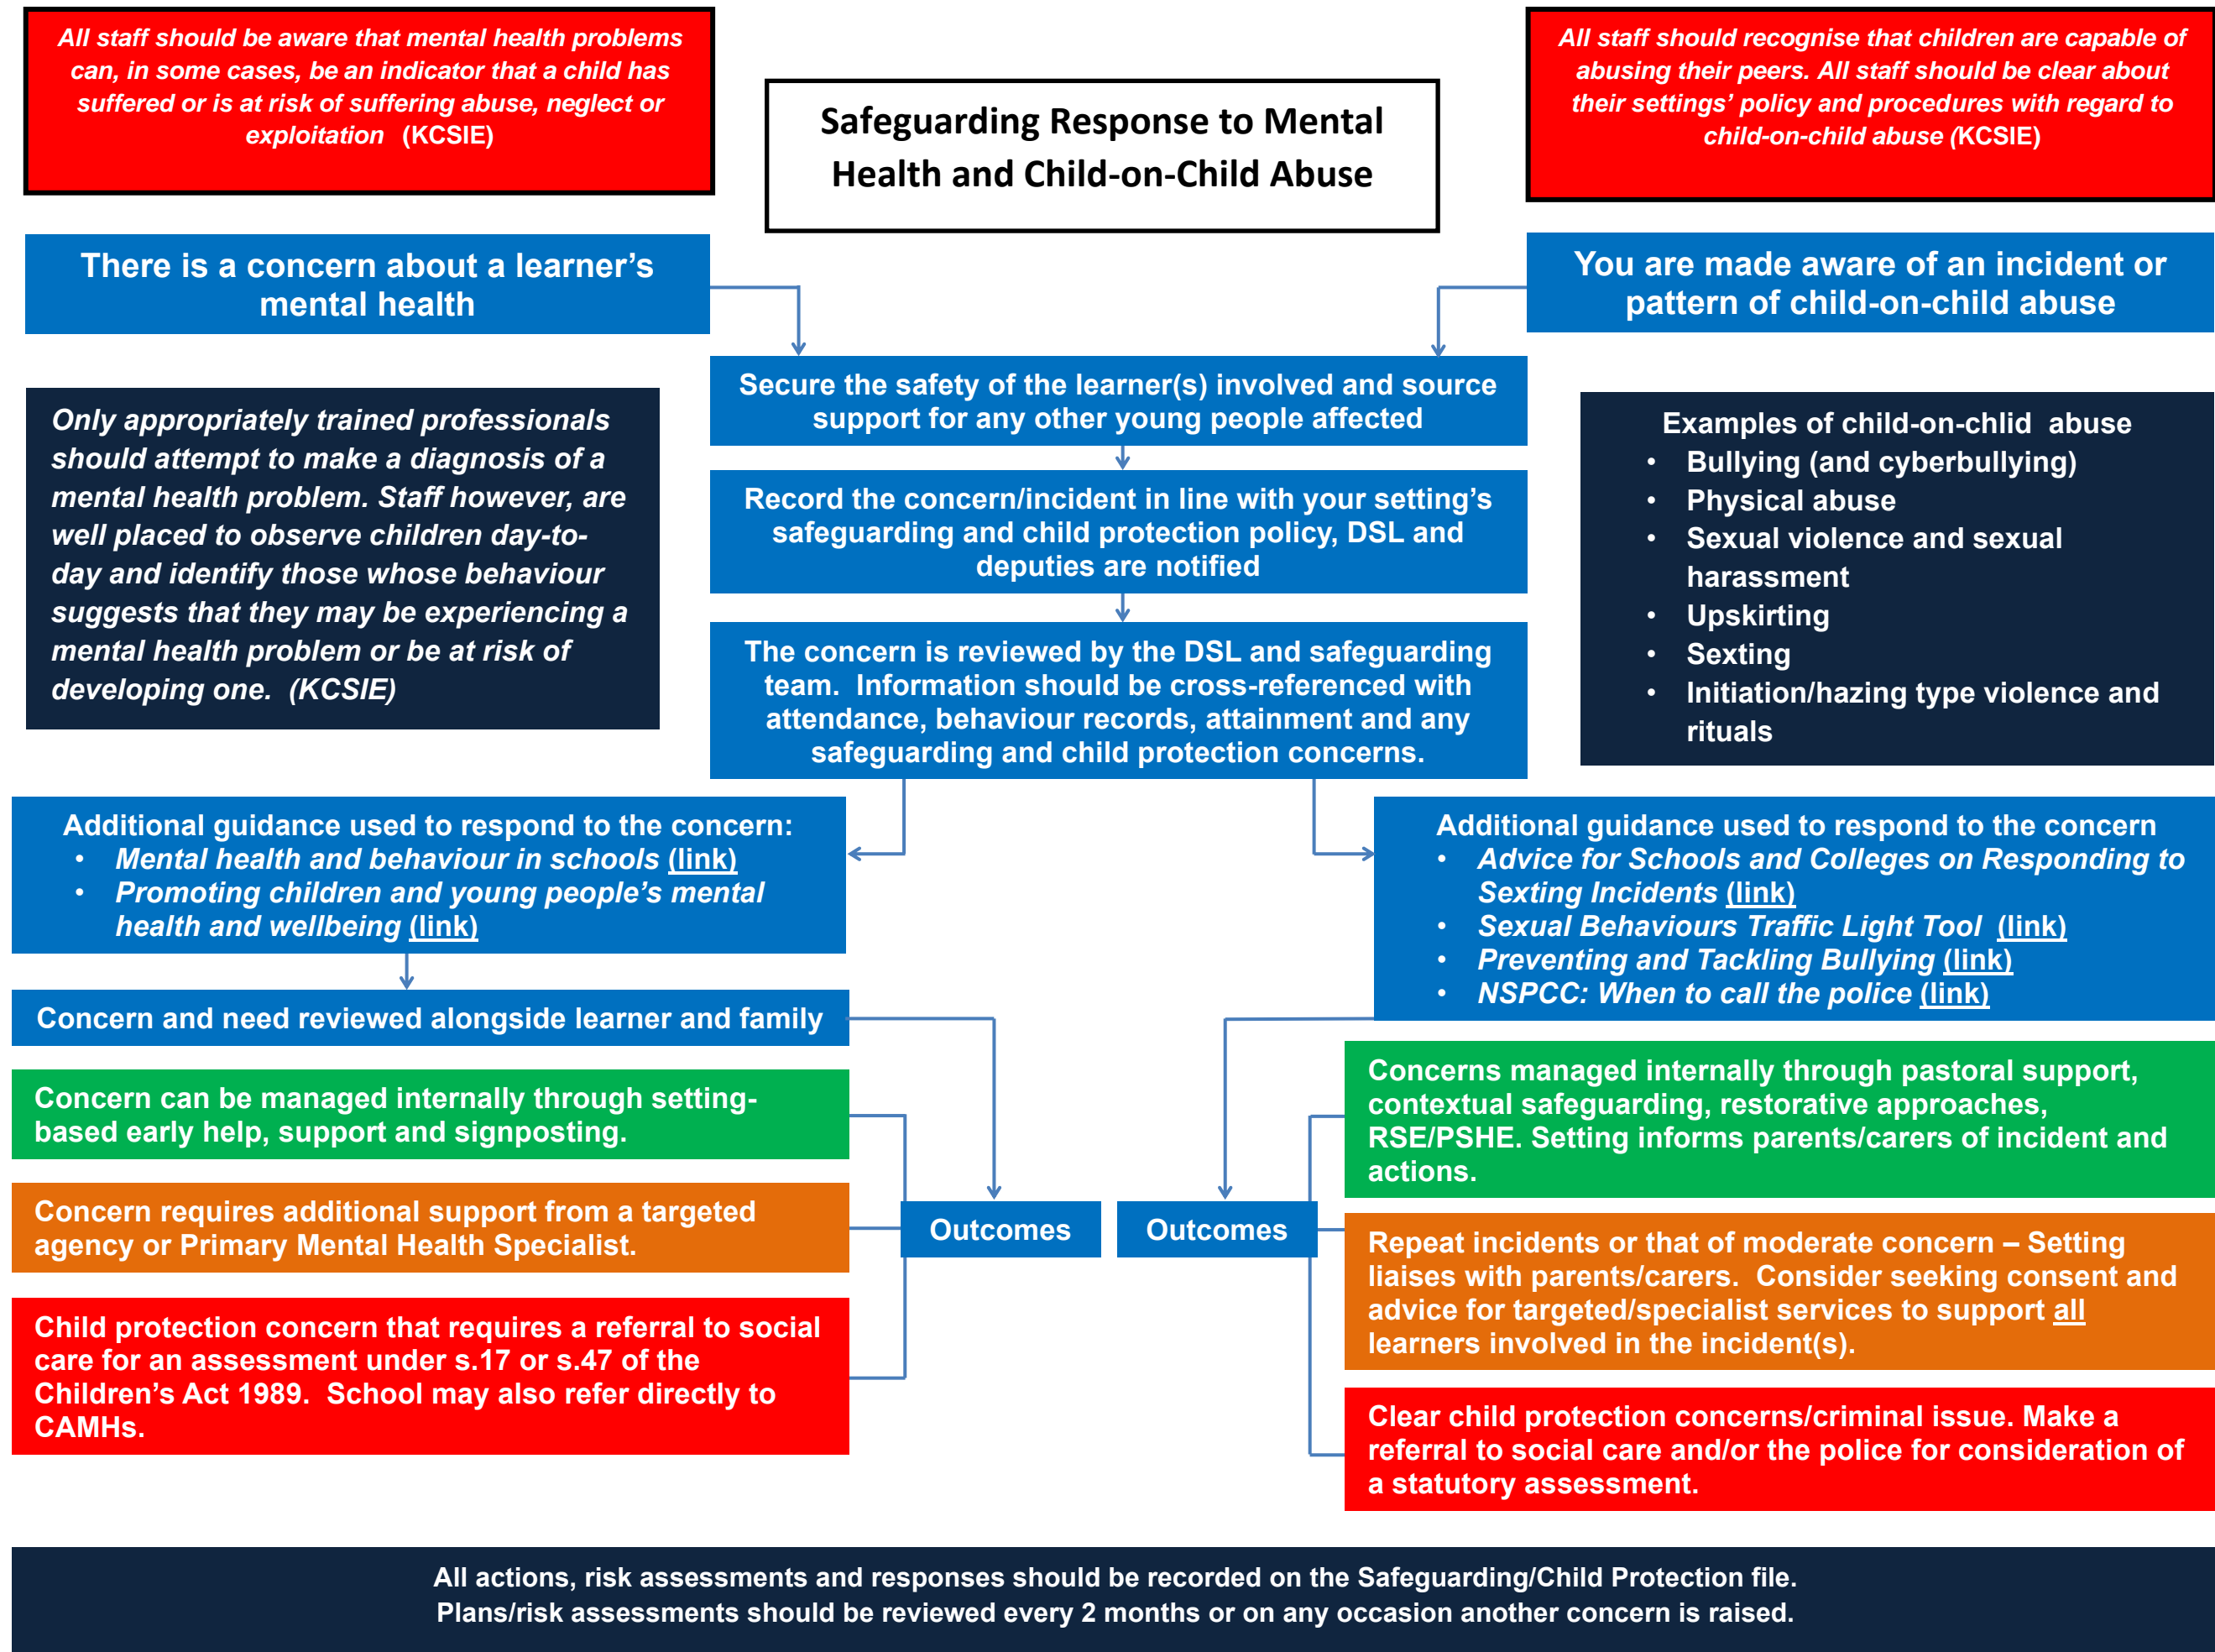 All staff should be aware that mental health problems
can, in some cases, be an indicator that a child has
suffered or is at risk of suffering abuse, neglect or
exploitation (KCSIE)
Safeguarding Response to Mental
Health and Child-on-Child Abuse
All staff should recognise that children are capable of
abusing their peers. All staff should be clear about
their settings’ policy and procedures with regard to
child-on-child abuse (KCSIE)
There is a concern about a learner’s
mental health
You are made aware of an incident or
pattern of child-on-child abuse
Secure the safety of the learner(s) involved and source
support for any other young people affected
Only appropriately trained professionals
should attempt to make a diagnosis of a
mental health problem. Staff however, are
well placed to observe children day-to-
day and identify those whose behaviour
suggests that they may be experiencing a
mental health problem or be at risk of
developing one. (KCSIE)
Record the concern/incident in line with your setting’s
safeguarding and child protection policy, DSL and
deputies are notified
Examples of child-on-chlid abuse
• Bullying (and cyberbullying)
• Physical abuse
• Sexual violence and sexual
harassment
• Upskirting
• Sexting
• Initiation/hazing type violence and
rituals
The concern is reviewed by the DSL and safeguarding
team. Information should be cross-referenced with
attendance, behaviour records, attainment and any
safeguarding and child protection concerns.
Additional guidance used to respond to the concern:
• Mental health and behaviour in schools (link)
• Promoting children and young people’s mental
health and wellbeing (link)
Additional guidance used to respond to the concern
• Advice for Schools and Colleges on Responding to
Sexting Incidents (link)
• Sexual Behaviours Traffic Light Tool (link)
• Preventing and Tackling Bullying (link)
• NSPCC: When to call the police (link)
Concern and need reviewed alongside learner and family
Concern can be managed internally through setting-
based early help, support and signposting.
Concern requires additional support from a targeted
agency or Primary Mental Health Specialist.
Child protection concern that requires a referral to social
care for an assessment under s.17 or s.47 of the
Children’s Act 1989. School may also refer directly to
CAMHs.
Outcomes
Outcomes
Concerns managed internally through pastoral support,
contextual safeguarding, restorative approaches,
RSE/PSHE. Setting informs parents/carers of incident and
actions.
Repeat incidents or that of moderate concern – Setting
liaises with parents/carers. Consider seeking consent and
advice for targeted/specialist services to support all
learners involved in the incident(s).
Clear child protection concerns/criminal issue. Make a
referral to social care and/or the police for consideration of
a statutory assessment.
All actions, risk assessments and responses should be recorded on the Safeguarding/Child Protection file.
Plans/risk assessments should be reviewed every 2 months or on any occasion another concern is raised.